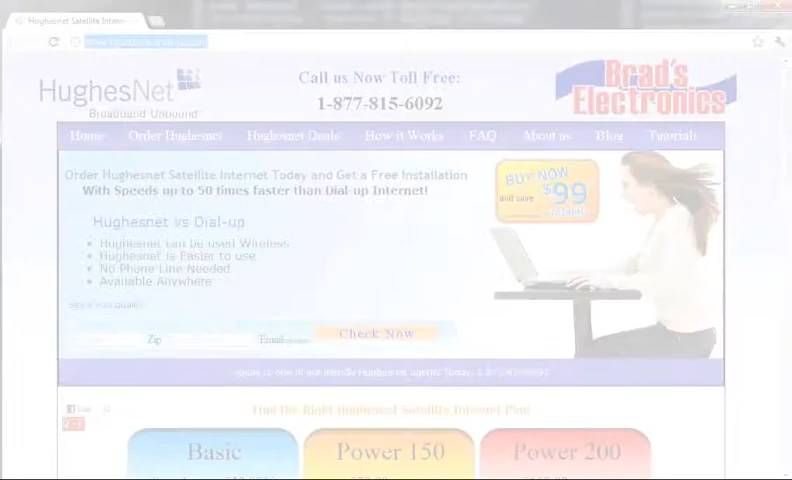 Hughesnet Satellite Intern
HughesNet
Broadband Unbound
Call us Now Toll Free:
1-877-815-6092
Brad's
Electronics
Home Order Hughesnet Hughesnet Deals How it Works FAQ About us Blog Tutorials
Order Hughesnet Satellite Internet Today and Get a Free Installation
With Speeds up to 50 times faster than Dial-up Internet!
BUY NOW
and save $99
Hughesnet vs Dial-up
Hughesnet can be used Wireless
Hughesnet is Easier to use
No Phone Line Needed
Available Anywhere
See if you Qualify
Zip Email Check Now
Find the Right Hughesnet Satellite Internet Plan
Basic Power 150 Power 200